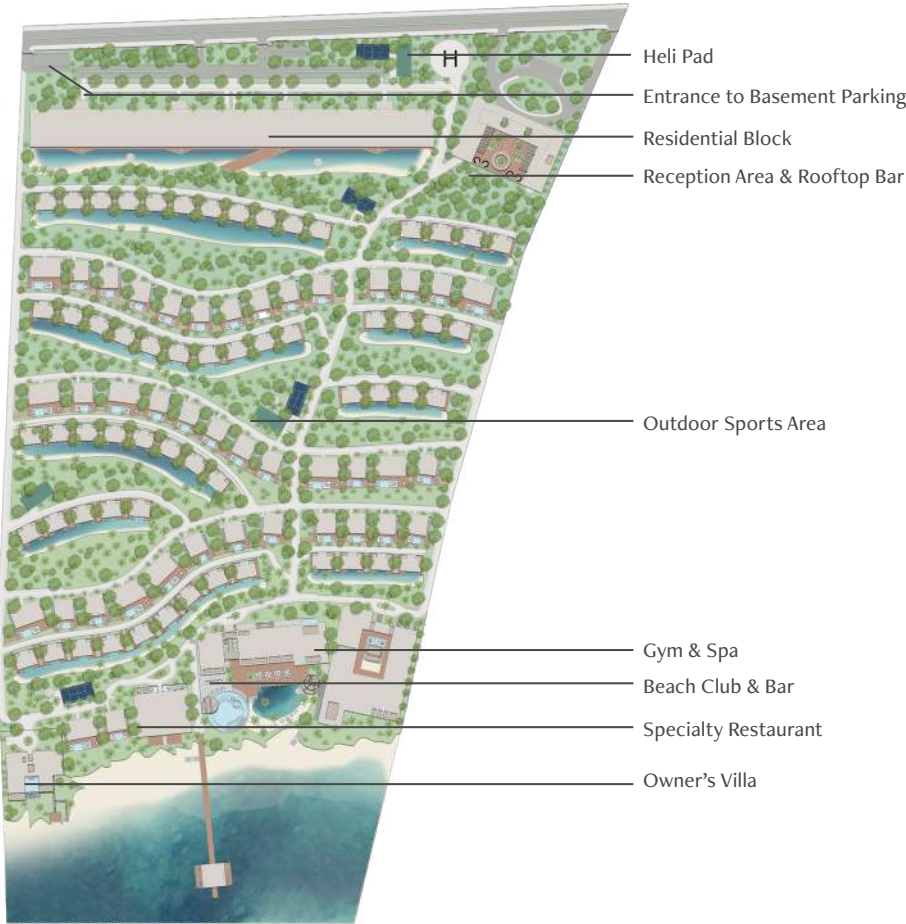 H
Heli Pad
Entrance to Basement Parking
Residential Block
Reception Area & Rooftop Bar
Outdoor Sports Area
Gym & Spa
Beach Club & Bar
Specialty Restaurant
Owner’s Villa